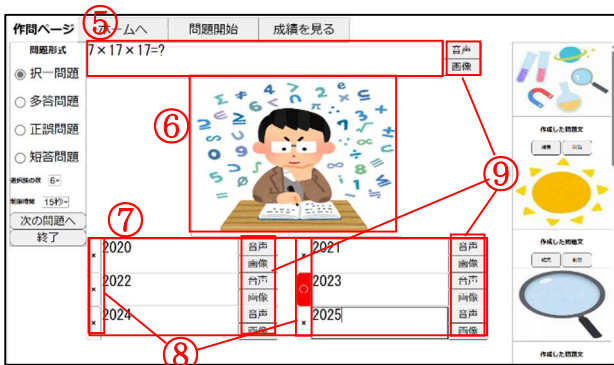 作問ページ ⑤ ホームへ 問題開始 成績を見る
問題形式
7×17×17=?
音声
画像
択一問題
多答問題
正誤問題
短答問題
選択肢の数 6
制限時間 15秒
次の問題へ
終了
⑥
⑦
⑧
⑨
× 2020 音声 画像
× 2021 音声 画像
2022 音声 画像
○ 2023 音声 画像
× 2024 音声 画像
× 2025 音声 画像
作成した問題文
作成した問題文
作成した問題文